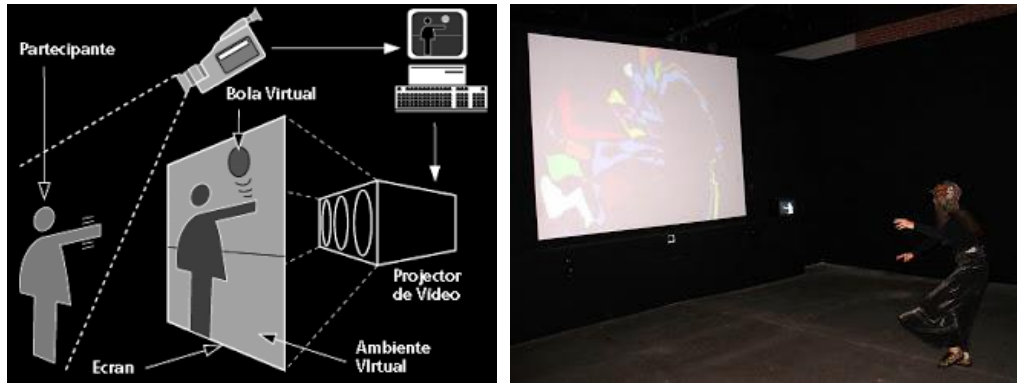 Partecipante
Bola Virtual
Projector
de Vídeo
Ambiente
Virtual
Ecran